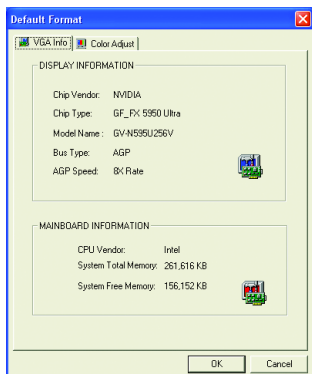 Default Format
VGA Info
Color Adjust
DISPLAY INFORMATION
Chip Vendor: NVIDIA
Chip Type: GF_FX 5950 Ultra
Model Name : GV-N595U256V
Bus Type: AGP
AGP Speed: 8X Rate
MAINBOARD INFORMATION
CPU Vendor: Intel
System Total Memory: 261,616 KB
System Free Memory: 156,152 KB
OK
Cancel